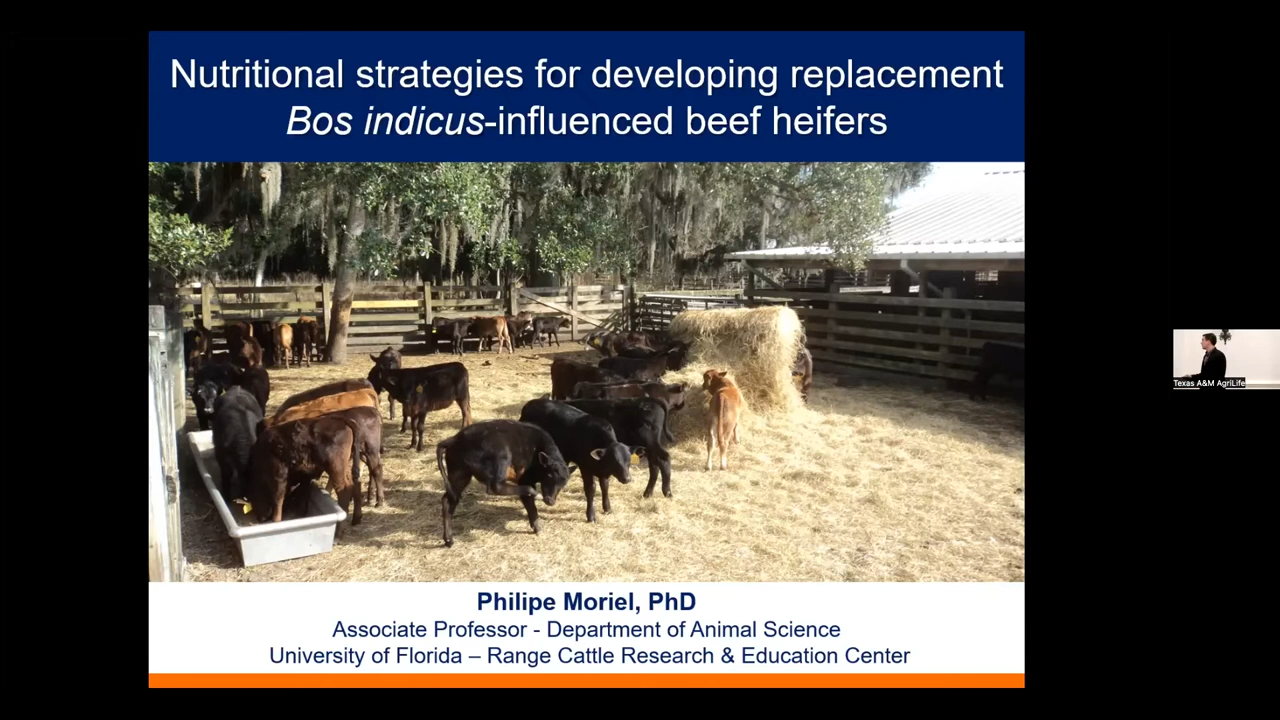 Nutritional strategies for developing replacement
Bos indicus-influenced beef heifers
Philipe Moriel, PhD
Associate Professor - Department of Animal Science
University of Florida – Range Cattle Research & Education Center
Texas A&M AgriLife